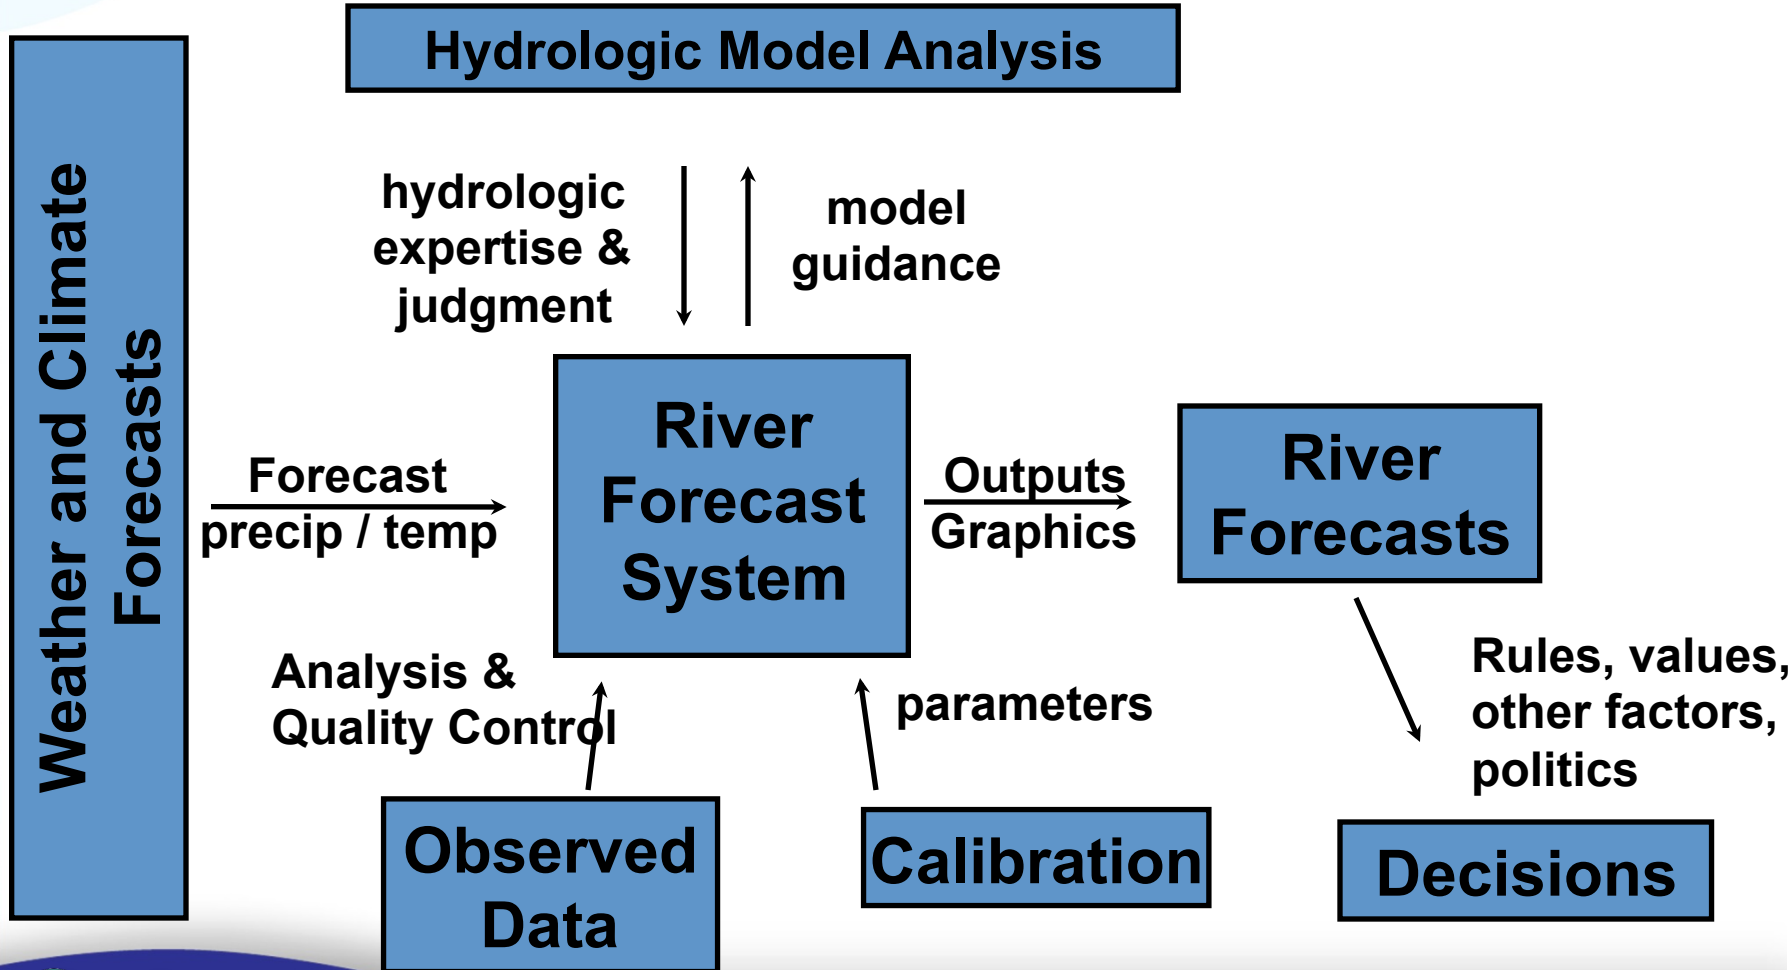 Hydrologic Model Analysis
Weather and Climate
Forecasts
hydrologic
expertise &
judgment
model
guidance
Forecast
precip / temp
River
Forecast
System
Outputs
Graphics
River
Forecasts
Analysis &
Quality Control
parameters
Rules, values,
other factors,
politics
Observed
Data
Calibration
Decisions